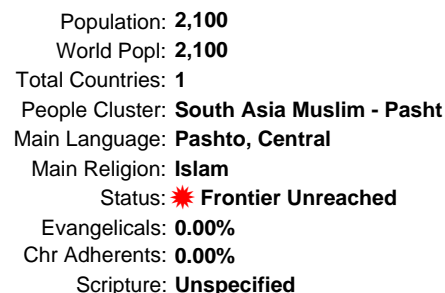 Population: 2,100
World Popl: 2,100
Total Countries: 1
People Cluster: South Asia Muslim - Pasht
Main Language: Pashto, Central
Main Religion: Islam
Status: Frontier Unreached
Evangelicals: 0.00%
Chr Adherents: 0.00%
Scripture: Unspecified